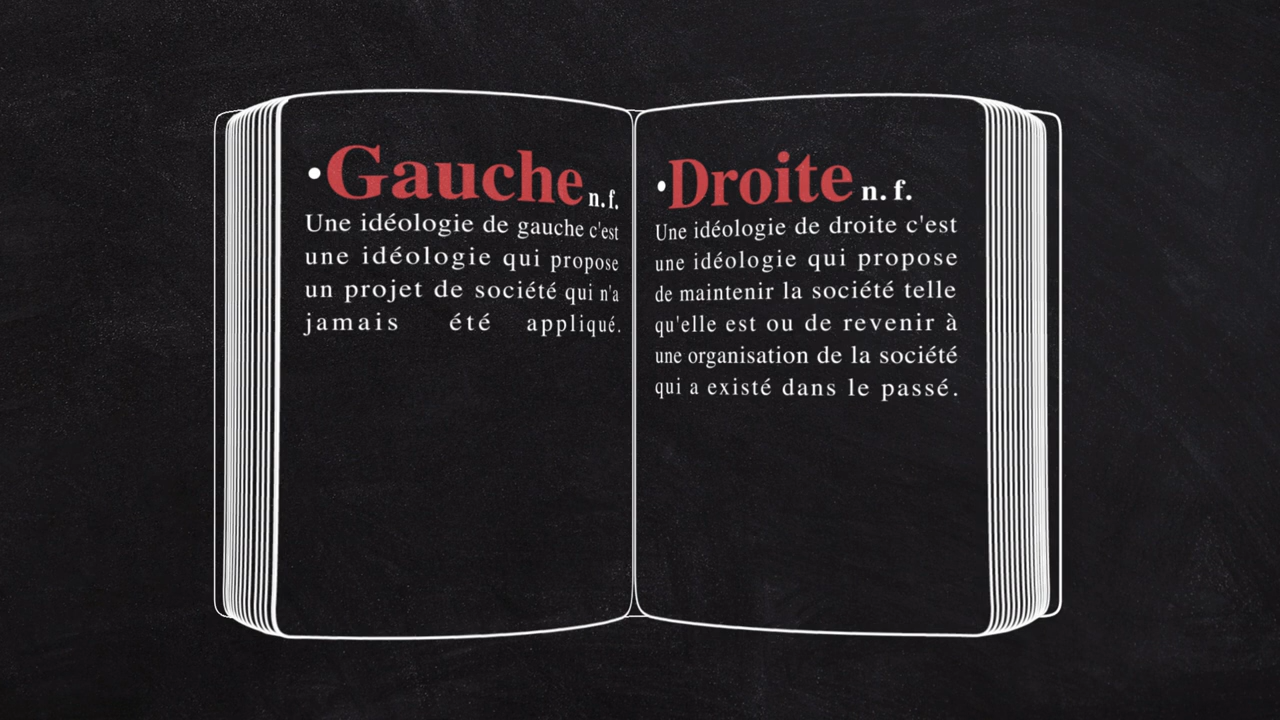 •Gauche n.f.
Une idéologie de gauche c'est
une idéologie qui propose
un projet de société qui n'a
jamais été appliqué.
•Droite n. f.
Une idéologie de droite c'est
une idéologie qui propose
de maintenir la société telle
qu'elle est ou de revenir à
une organisation de la société
qui a existé dans le passé.